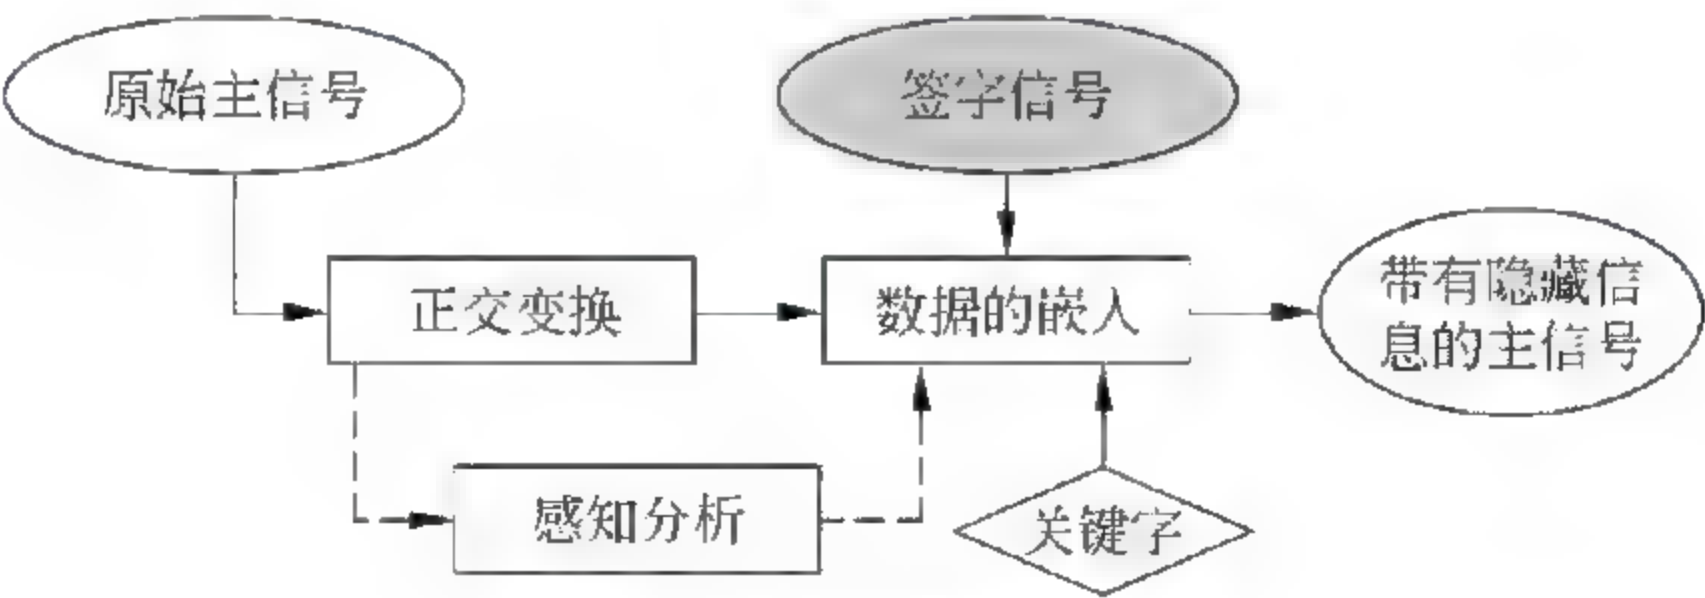 原始主信号
签字信号
正交变换
数据的嵌入
带有隐藏信
息的主信号
感知分析
关键字